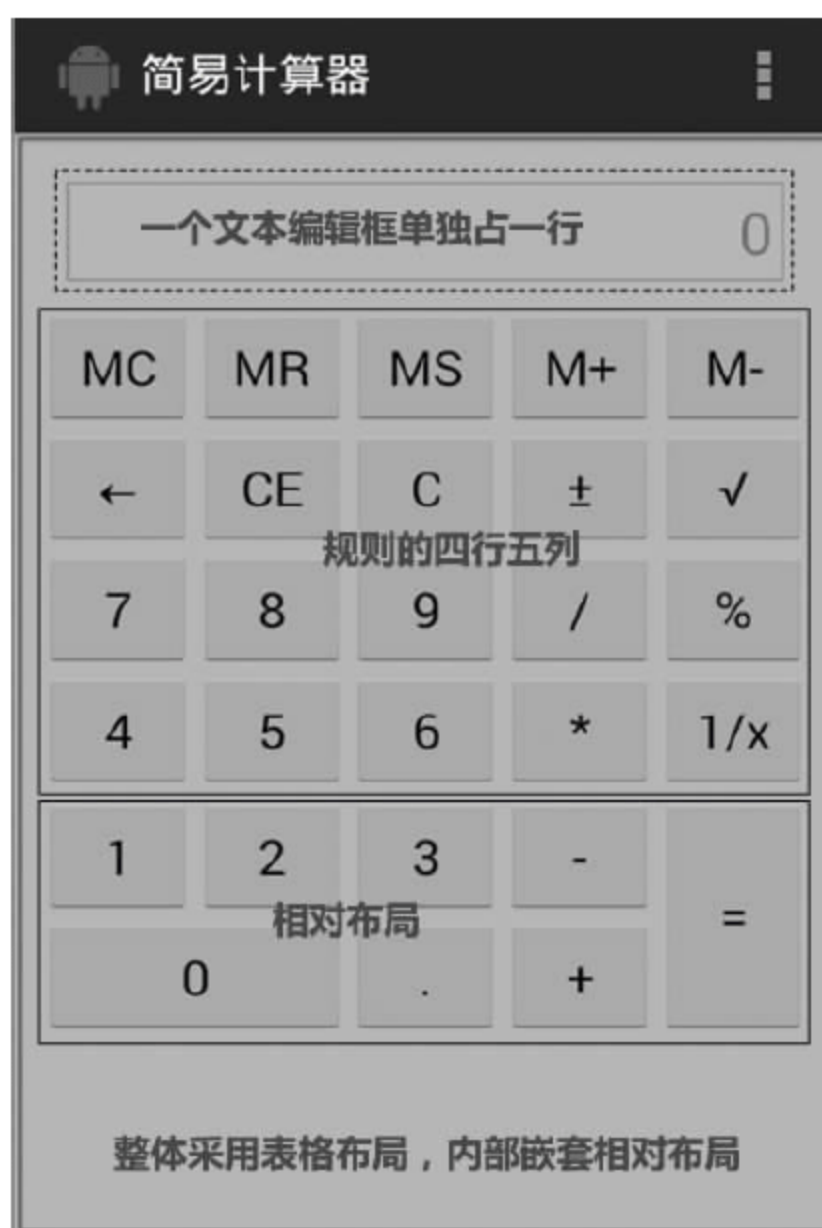 简易计算器
一个文本编辑框单独占一行 0
MC MR MS M+ M-
← CE C ± √
规则的四行五列
7 8 9 / %
4 5 6 * 1/x
1 2 3 -
相对布局 =
0 . +
整体采用表格布局，内部嵌套相对布局